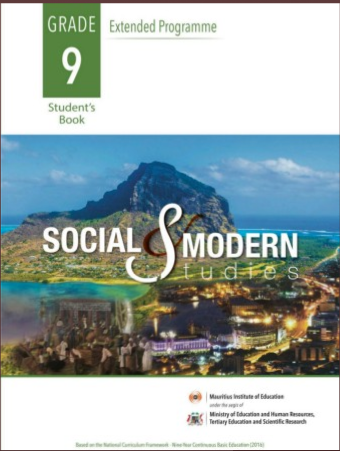 GRADE
9
Student's
Book
Extended Programme
SOCIAL & MODERN
Studies
Mauritius Institute of Education
under the aegis of
Ministry of Education and Human Resources,
Tertiary Education and Scientific Research
Based on the National Curriculum Framework - Nine-Year Continuous Basic Education (2016)